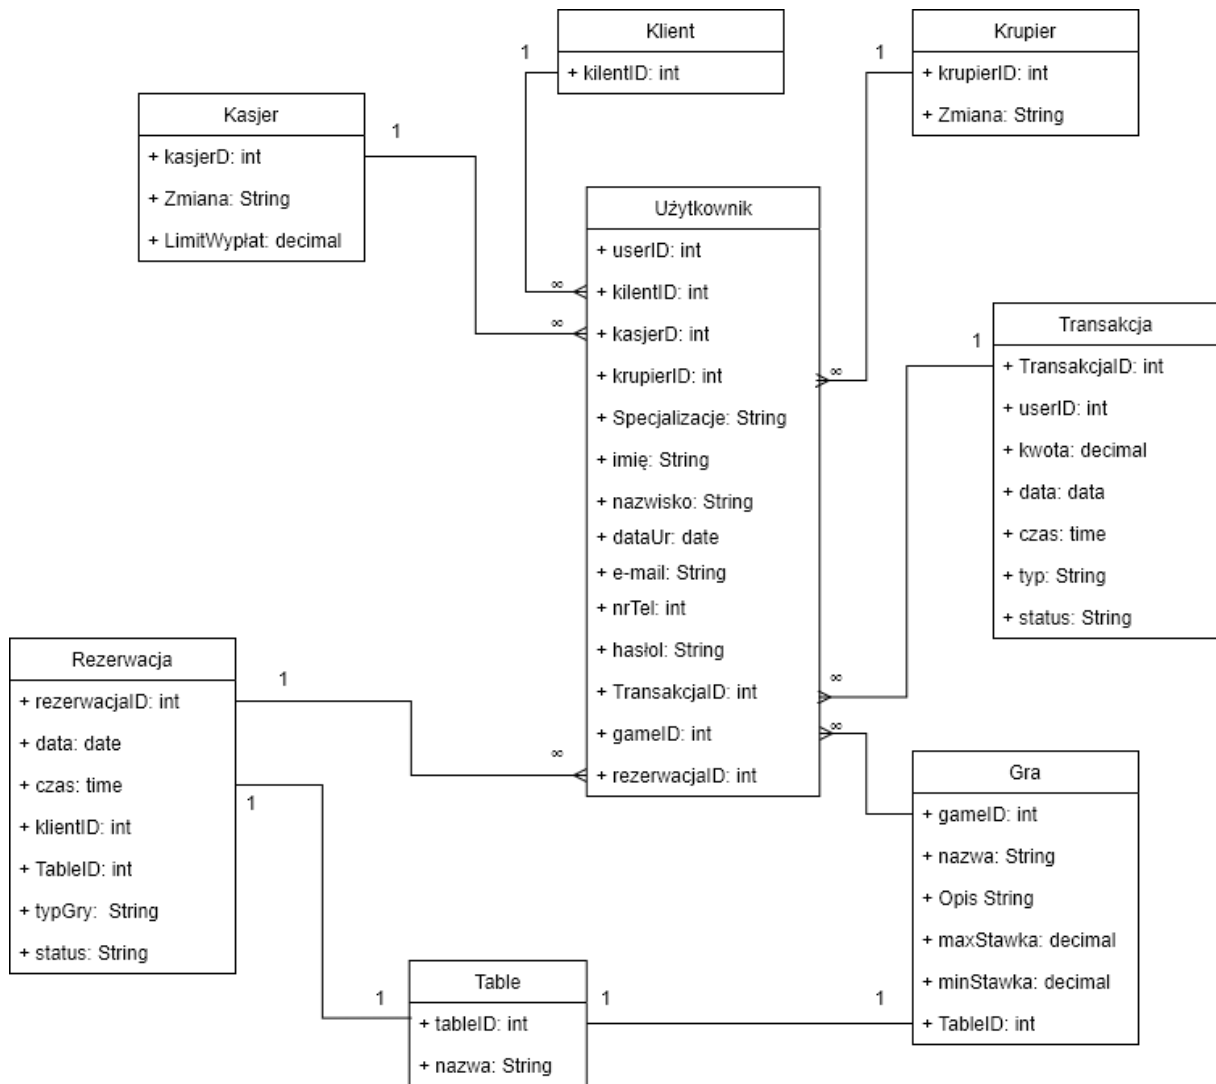 Klient
+ kilentID: int
1
Krupier
+ krupierID: int
+ Zmiana: String
1
Kasjer
+ kasjerD: int
+ Zmiana: String
+ LimitWypłat: decimal
1
Użytkownik
+ userID: int
+ kilentID: int
+ kasjerD: int
+ krupierID: int
+ Specjalizacje: String
+ imię: String
+ nazwisko: String
+ dataUr: date
+ e-mail: String
+ nrTel: int
+ hasłol: String
+ TransakcjaID: int
+ gameID: int
+ rezerwacjaID: int
∞
∞
∞
∞
∞
∞
Transakcja
+ TransakcjaID: int
+ userID: int
+ kwota: decimal
+ data: data
+ czas: time
+ typ: String
+ status: String
1
Rezerwacja
+ rezerwacjaID: int
+ data: date
+ czas: time
+ klientID: int
+ TableID: int
+ typGry:  String
+ status: String
1
1
Gra
+ gameID: int
+ nazwa: String
+ Opis String
+ maxStawka: decimal
+ minStawka: decimal
+ TableID: int
1
Table
+ tableID: int
+ nazwa: String
1
1